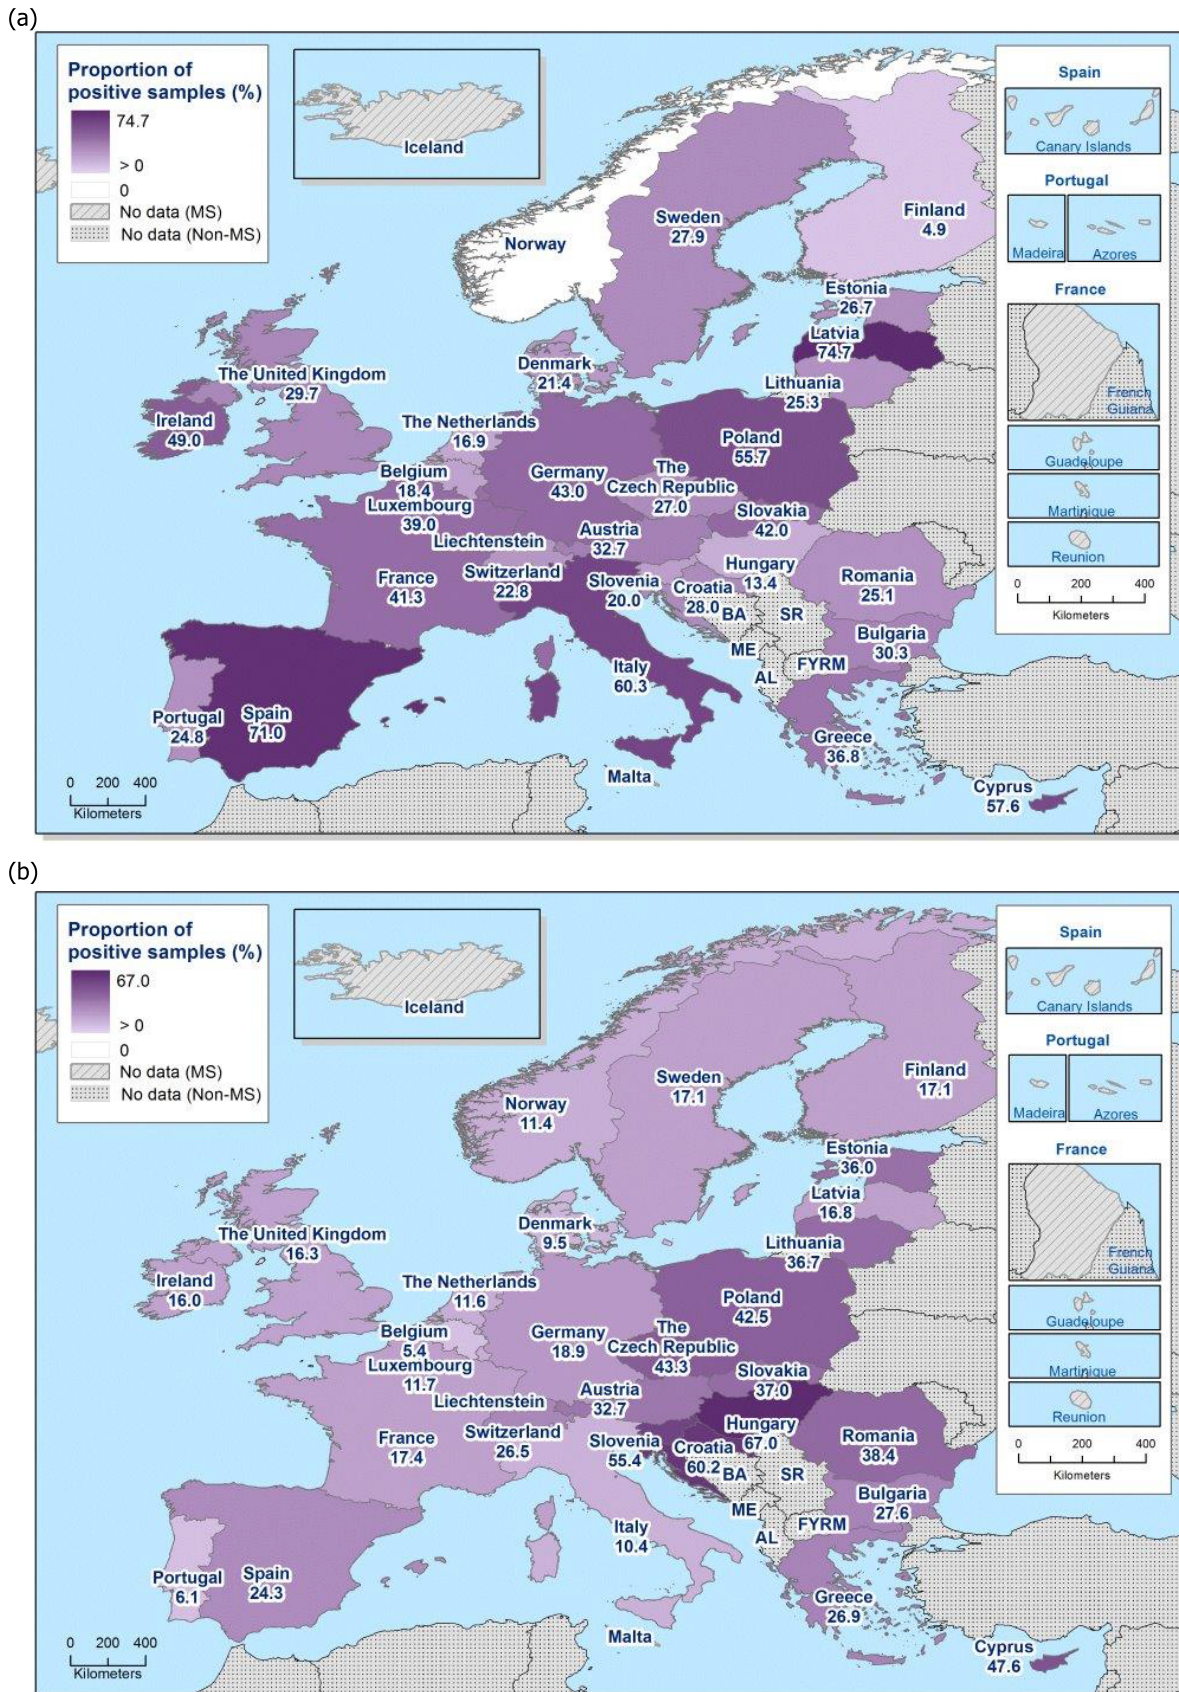 (a)
Proportion of
positive samples (%)
74.7
> 0
0
No data (MS)
No data (Non-MS)
Iceland
Norway
Sweden
27.9
Finland
4.9
Estonia
26.7
Latvia
74.7
Lithuania
25.3
Denmark
21.4
The United Kingdom
29.7
Ireland
49.0
The Netherlands
16.9
Belgium
18.4
Luxembourg
39.0
Germany
43.0
Poland
55.7
The
Czech Republic
27.0
Slovakia
42.0
Austria
32.7
Liechtenstein
Switzerland
22.8
France
41.3
Slovenia
20.0
Croatia
28.0
Hungary
13.4
Romania
25.1
BA
SR
Bulgaria
30.3
ME
FYRM
AL
Italy
60.3
Portugal
24.8
Spain
71.0
Greece
36.8
Malta
Cyprus
57.6
0 200 400
Kilometers
Spain
Canary Islands
Portugal
Madeira
Azores
France
French
Guiana
Guadeloupe
Martinique
Reunion
0 200 400
Kilometers
(b)
Proportion of
positive samples (%)
67.0
> 0
0
No data (MS)
No data (Non-MS)
Iceland
Norway
11.4
Sweden
17.1
Finland
17.1
Estonia
36.0
Latvia
16.8
Lithuania
36.7
Denmark
9.5
The United Kingdom
16.3
Ireland
16.0
The Netherlands
11.6
Belgium
5.4
Luxembourg
11.7
Germany
18.9
Poland
42.5
The
Czech Republic
43.3
Slovakia
37.0
Austria
32.7
Liechtenstein
Switzerland
26.5
France
17.4
Slovenia
55.4
Croatia
60.2
Hungary
67.0
Romania
38.4
BA
SR
Bulgaria
27.6
ME
FYRM
AL
Italy
10.4
Portugal
6.1
Spain
24.3
Greece
26.9
Malta
Cyprus
47.6
0 200 400
Kilometers
Spain
Canary Islands
Portugal
Madeira
Azores
France
French
Guiana
Guadeloupe
Martinique
Reunion
0 200 400
Kilometers